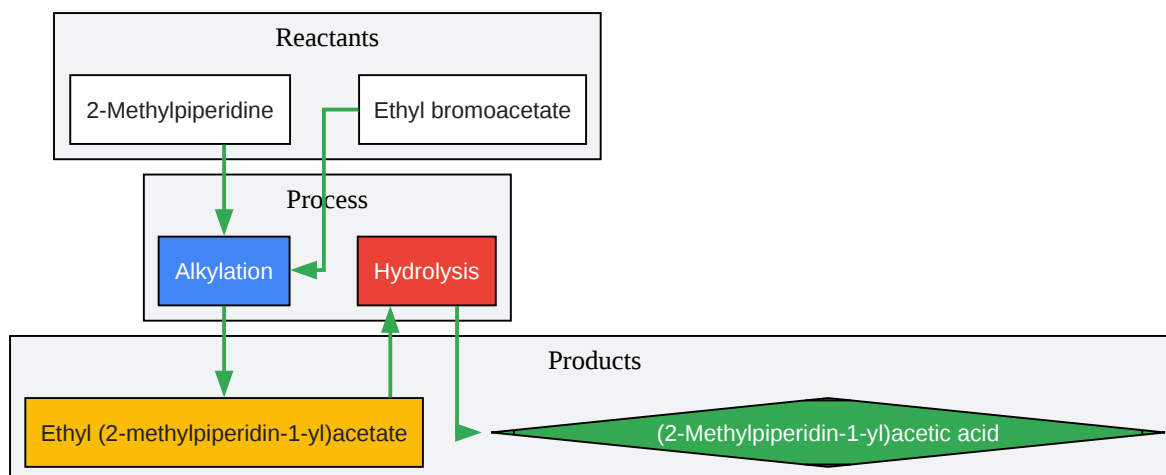 Reactants
2-Methylpiperidine
Ethyl bromoacetate
Process
Alkylation
Hydrolysis
Products
Ethyl (2-methylpiperidin-1-yl)acetate
(2-Methylpiperidin-1-yl)acetic acid